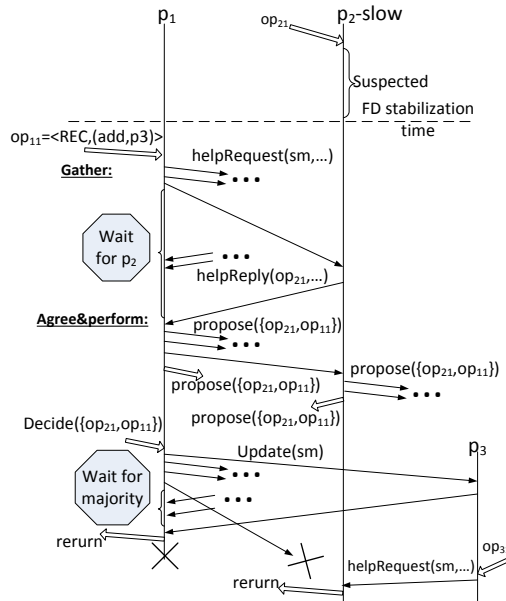 p1
p2-slow
op21
Suspected
FD stabilization
time
op11=<REC,(add,p3)>
Gather:
helpRequest(sm,...)
Wait
for p2
helpReply(op21,...)
Agree&perform:
propose({op21,op11})
propose({op21,op11})
propose({op21,op11})
propose({op21,op11})
Decide({op21,op11})
Update(sm)
p3
Wait for
majority
rerurn
op3
helpRequest(sm,...)
rerurn